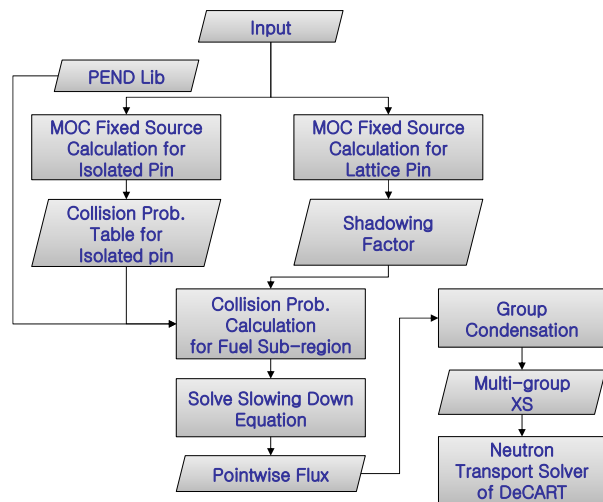 Input
PEND Lib
MOC Fixed Source
Calculation for
Isolated Pin
MOC Fixed Source
Calculation for
Lattice Pin
Collision Prob.
Table for
Isolated pin
Shadowing
Factor
Collision Prob.
Calculation
for Fuel Sub-region
Solve Slowing Down
Equation
Pointwise Flux
Group
Condensation
Multi-group
XS
Neutron
Transport Solver
of DeCART